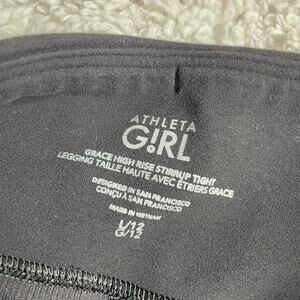 ATHLETA
G!RL
GRACE HIGH RISE STIRRUP TIGHT
LEGGING TAILLE HAUTE AVEC ÉTRIERS GRACE
DESIGNED IN SAN FRANCISCO
CONÇU À SAN FRANCISCO
MADE IN VIETNAM
L/12
G/12